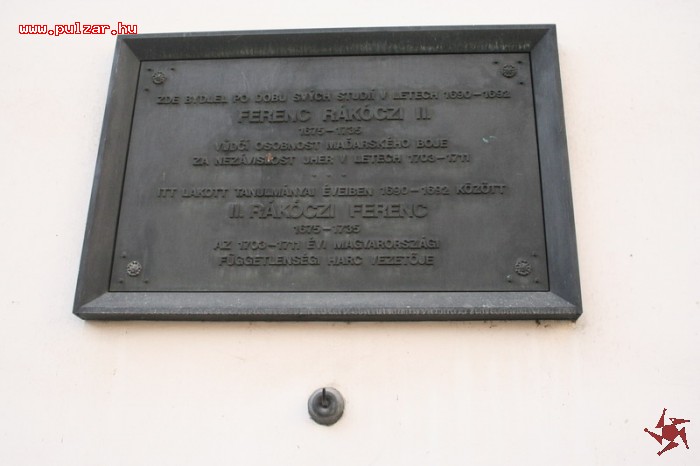 www.pulzar.hu
ZDE BYDLEL PO DOBU SVÝCH STUDIÍ V LETECH 1690-1692
FERENC RÁKÓCZI II.
1675-1735
VŮDČÍ OSOBNOST MAĎARSKÉHO BOJE
ZA NEZÁVISLOST UHER V LETECH 1703-1711
ITT LAKOTT TANULMÁNYAI ÉVEIBEN 1690-1692 KÖZÖTT
II. RÁKÓCZI FERENC
1675-1735
AZ 1703-1711 ÉVI MAGYARORSZÁGI
FÜGGETLENSÉGI HARC VEZETŐJE